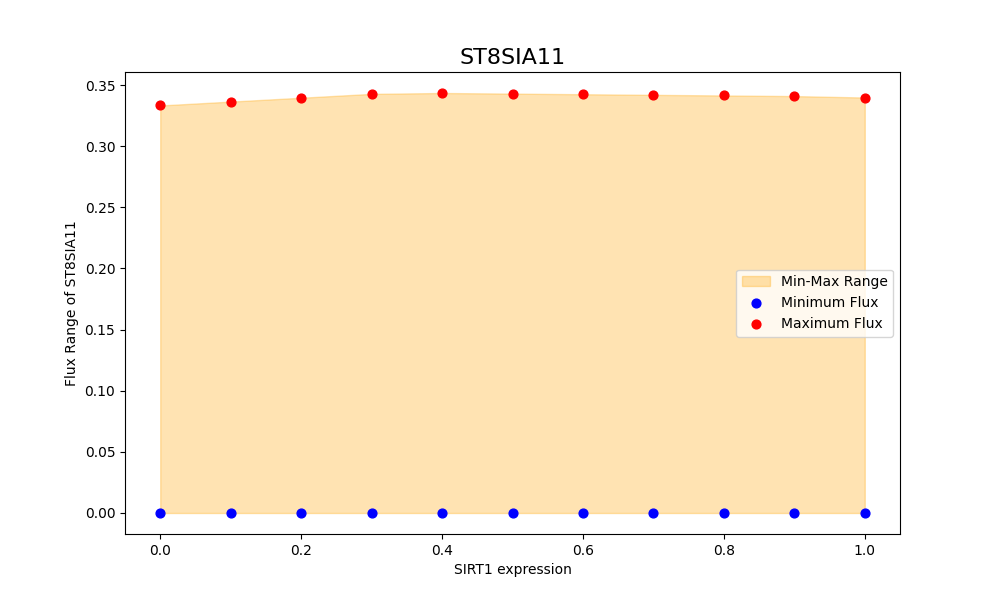 ST8SIA11
Flux Range of ST8SIA11
0.35
0.30
0.25
0.20
0.15
0.10
0.05
0.00
Min-Max Range
Minimum Flux
Maximum Flux
0.0 0.2 0.4 0.6 0.8 1.0
SIRT1 expression